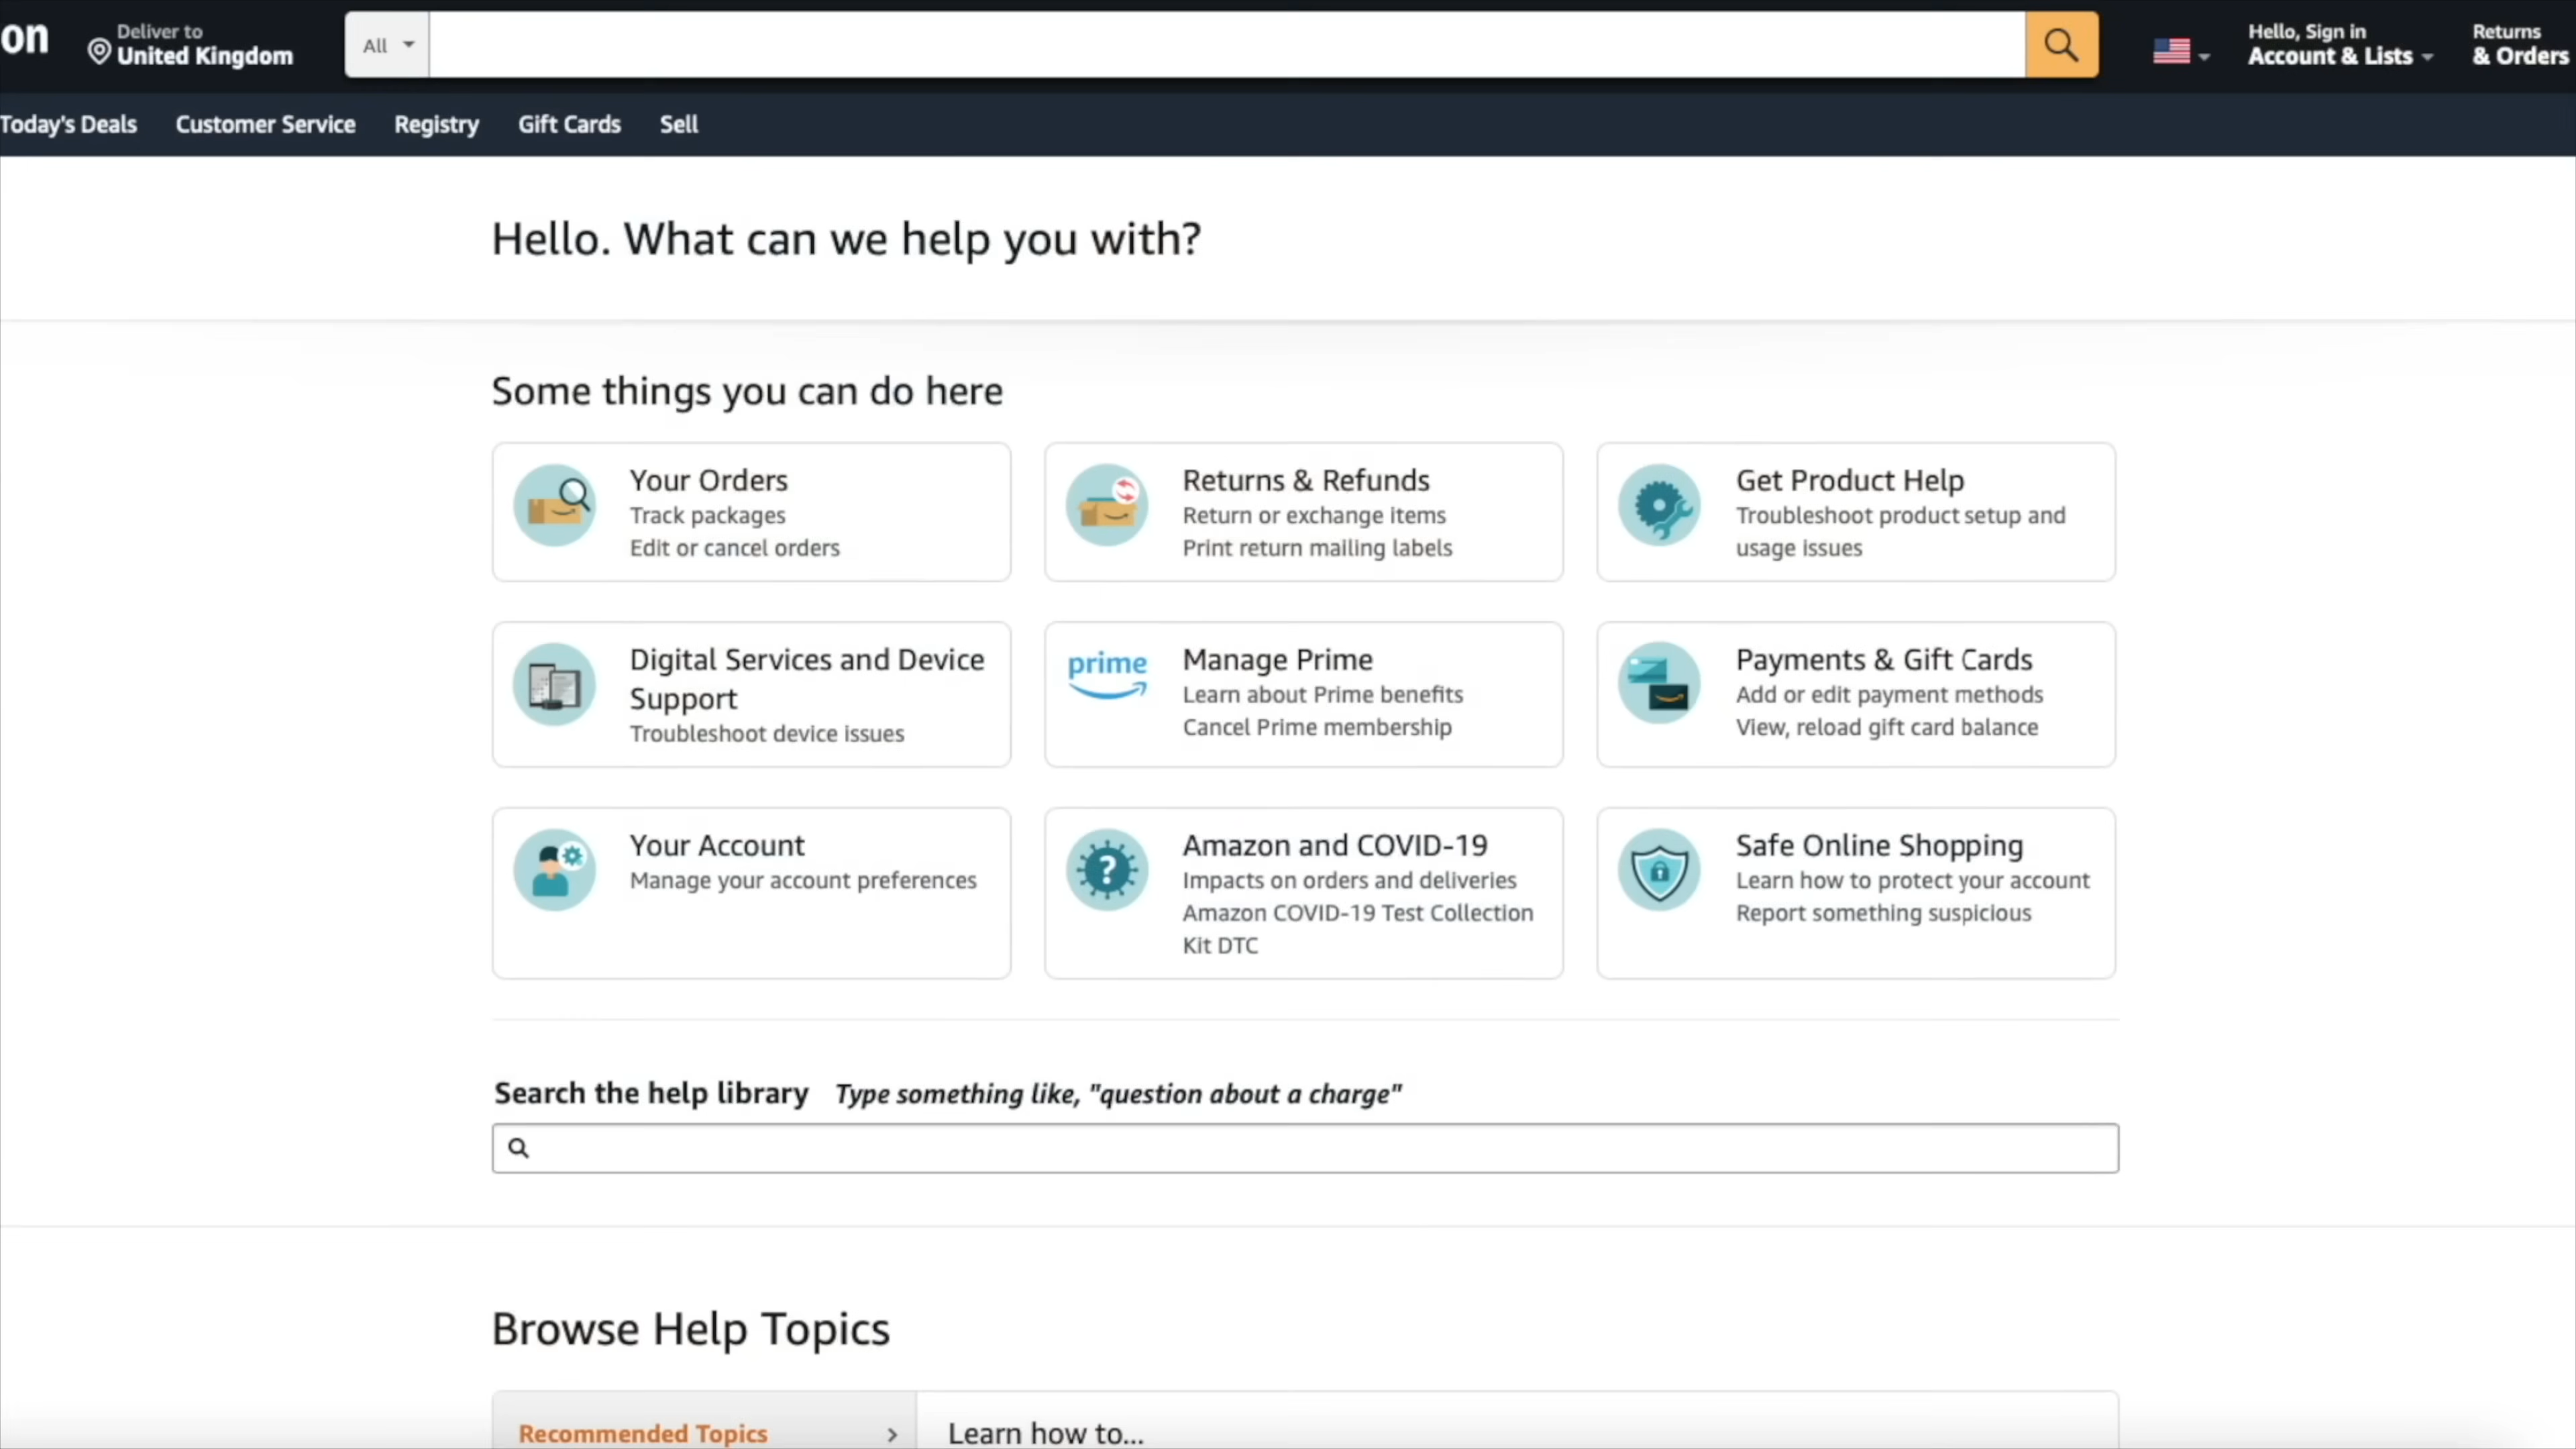 on
Deliver to
United Kingdom
All
Hello, Sign in
Account & Lists
Returns
& Orders
Today's Deals
Customer Service
Registry
Gift Cards
Sell
Hello. What can we help you with?
Some things you can do here
Your Orders
Track packages
Edit or cancel orders
Returns & Refunds
Return or exchange items
Print return mailing labels
Get Product Help
Troubleshoot product setup and
usage issues
Digital Services and Device
Support
Troubleshoot device issues
prime
Manage Prime
Learn about Prime benefits
Cancel Prime membership
Payments & Gift Cards
Add or edit payment methods
View, reload gift card balance
Your Account
Manage your account preferences
?
Amazon and COVID-19
Impacts on orders and deliveries
Amazon COVID-19 Test Collection
Kit DTC
Safe Online Shopping
Learn how to protect your account
Report something suspicious
Search the help library Type something like, "question about a charge"
Browse Help Topics
Recommended Topics
Learn how to...